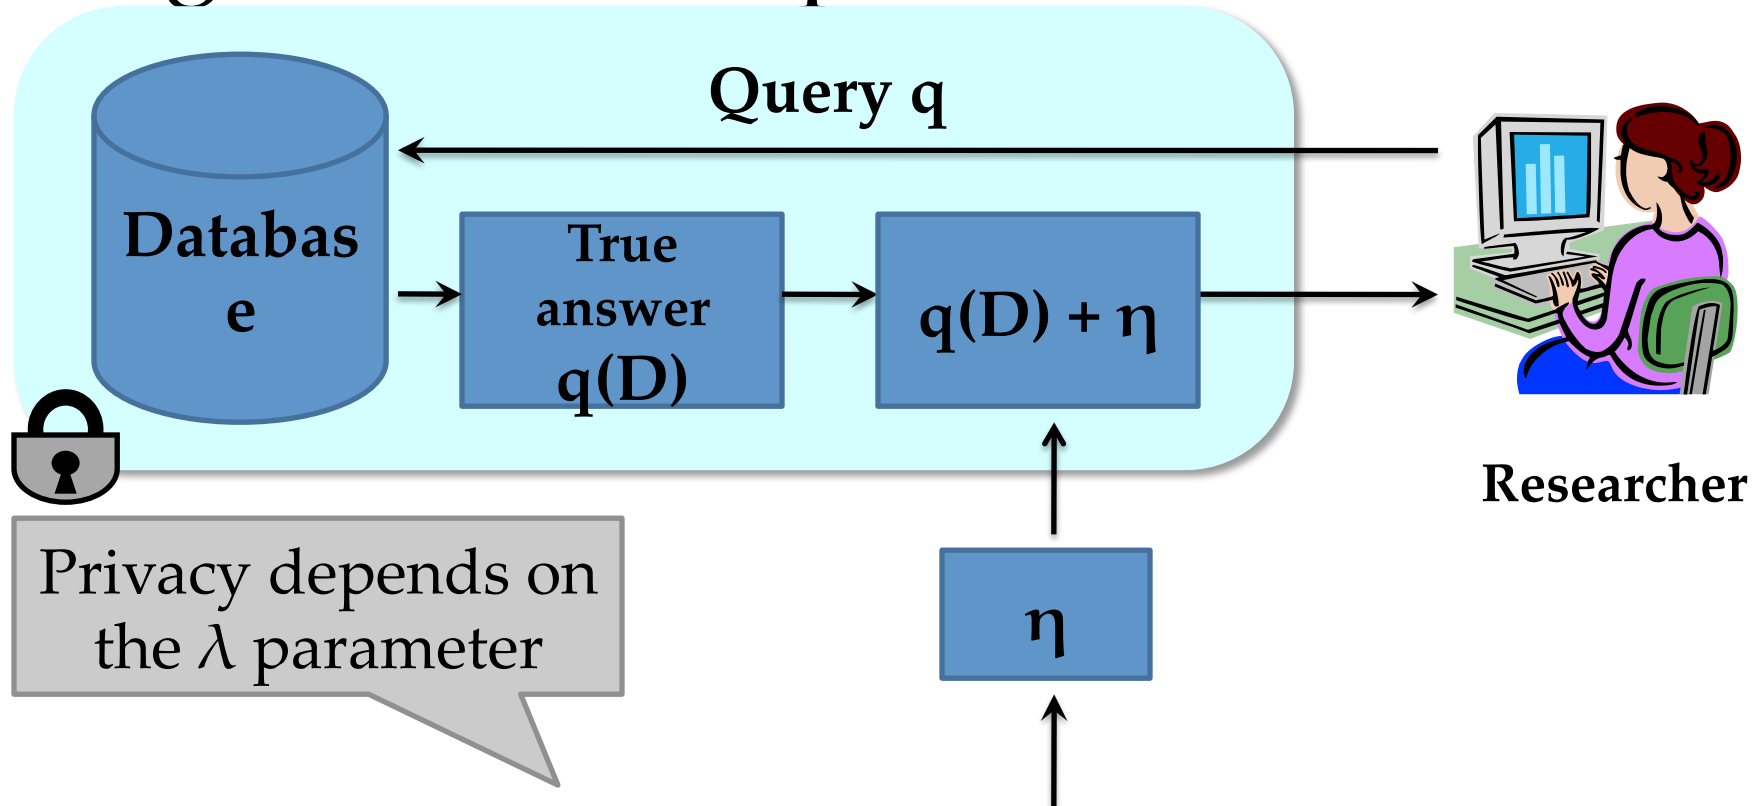 Query q
Databas
e
True
answer
q(D)
q(D) + η
Researcher
Privacy depends on
the λ parameter
η